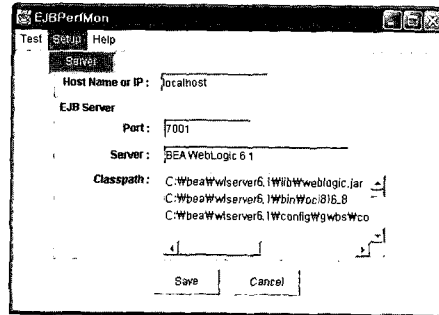 EJBPerfMon
Test Setup Help
Server
Host Name or IP : localhost
EJB Server
Port : 7001
Server : BEA WebLogic 6.1
Classpath : C:₩bea₩wlserver6.1₩lib₩weblogic.jar
C:₩bea₩wlserver6.1₩bin₩oci816_8
C:₩bea₩wlserver6.1₩config₩gwbs₩co
Save Cancel